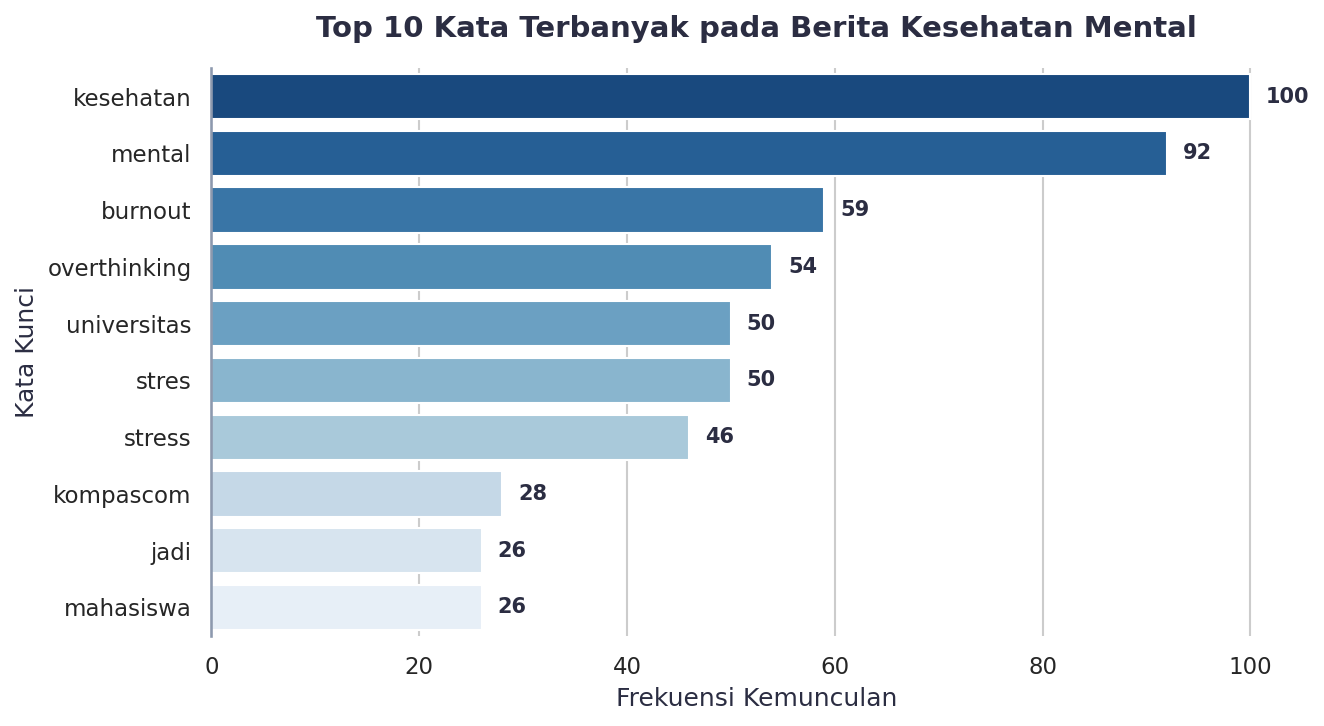 Top 10 Kata Terbanyak pada Berita Kesehatan Mental
kesehatan 100
mental 92
burnout 59
overthinking 54
universitas 50
stres 50
stress 46
kompascom 28
jadi 26
mahasiswa 26
Kata Kunci
0 20 40 60 80 100
Frekuensi Kemunculan